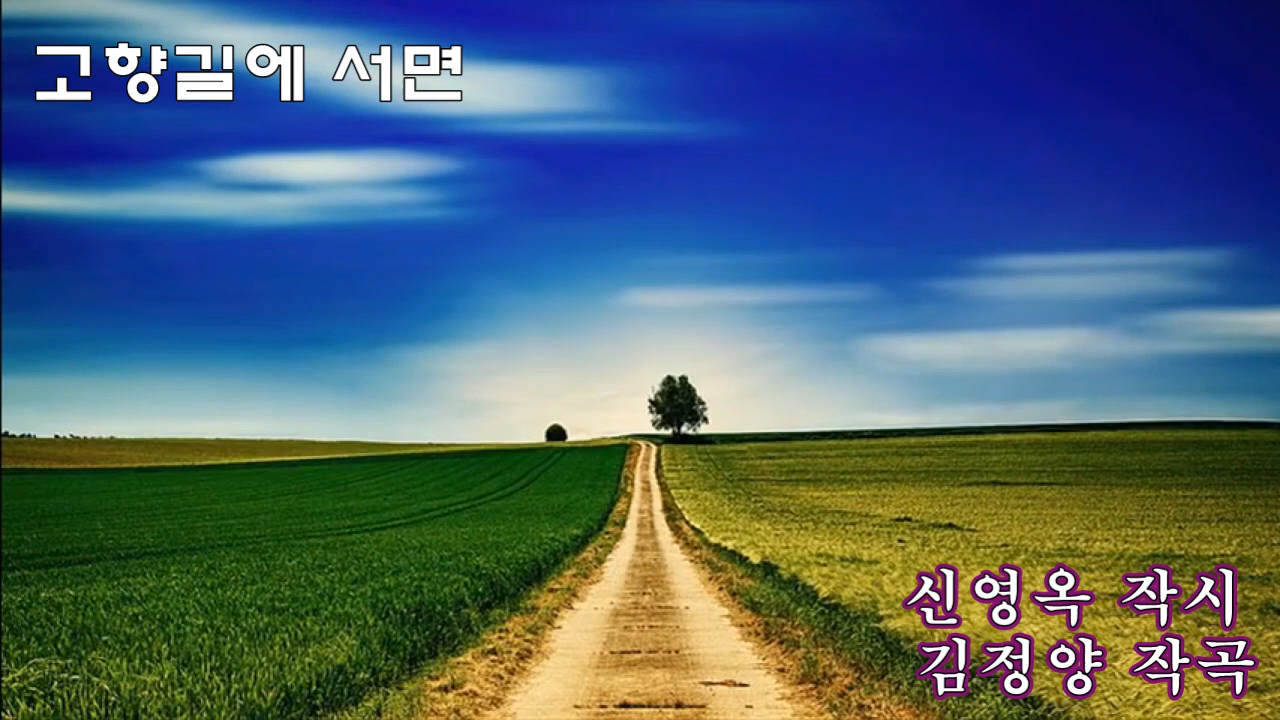 고향길에 서면
신영옥 작시
김정양 작곡